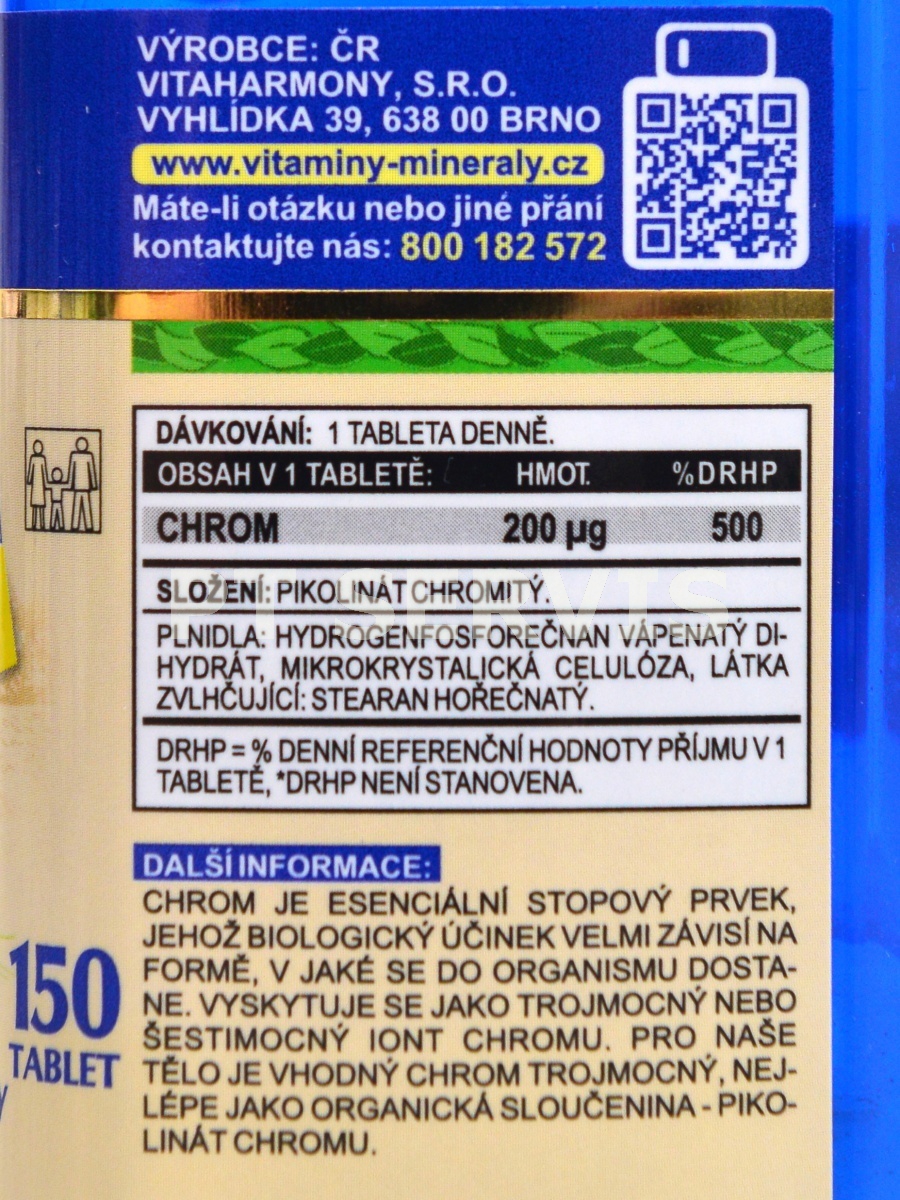 VÝROBCE: ČR
VITAHARMONY, S.R.O.
VYHLÍDKA 39, 638 00 BRNO
www.vitaminy-mineraly.cz
Máte-li otázku nebo jiné přání
kontaktujte nás: 800 182 572
DÁVKOVÁNÍ: 1 TABLETA DENNĚ.
OBSAH V 1 TABLETĚ: HMOT. %DRHP
CHROM 200 µg 500
SLOŽENÍ: PIKOLINÁT CHROMITÝ.
PT SERVIS
PLNIDLA: HYDROGENFOSFOREČNAN VÁPENATÝ DI-
HYDRÁT, MIKROKRYSTALICKÁ CELULÓZA, LÁTKA
ZVLHČUJÍCÍ: STEARAN HOŘEČNATÝ.
DRHP = % DENNÍ REFERENČNÍ HODNOTY PŘÍJMU V 1
TABLETĚ, *DRHP NENÍ STANOVENA.
DALŠÍ INFORMACE:
CHROM JE ESENCIÁLNÍ STOPOVÝ PRVEK,
JEHOŽ BIOLOGICKÝ ÚČINEK VELMI ZÁVISÍ NA
FORMĚ, V JAKÉ SE DO ORGANISMU DOSTA-
NE. VYSKYTUJE SE JAKO TROJMOCNÝ NEBO
ŠESTIMOCNÝ IONT CHROMU. PRO NAŠE
TĚLO JE VHODNÝ CHROM TROJMOCNÝ, NEJ-
LÉPE JAKO ORGANICKÁ SLOUČENINA - PIKO-
LINÁT CHROMU.
150
TABLET